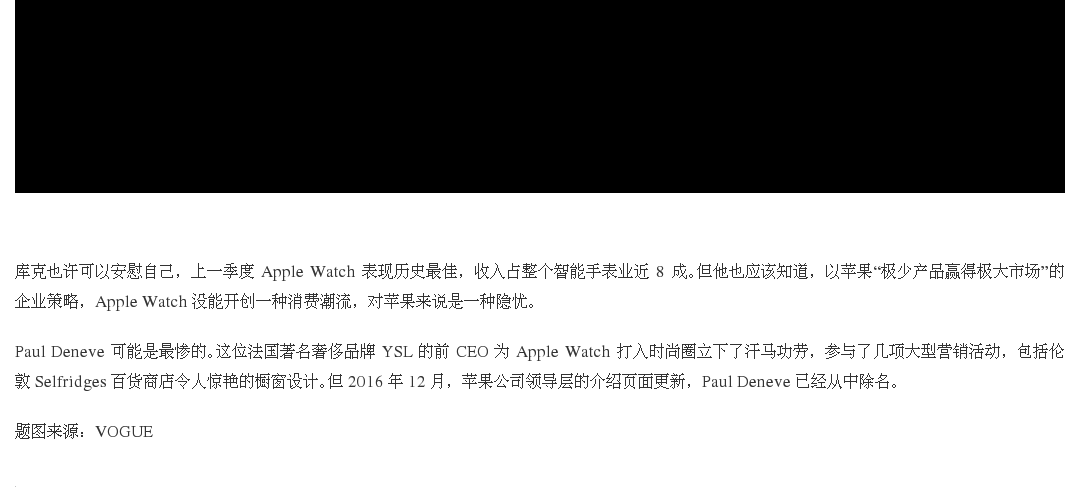 库克也许可以安慰自己，上一季度 Apple Watch 表现历史最佳，收入占整个智能手表业近 8 成。但他也应该知道，以苹果“极少产品赢得极大市场”的
企业策略，Apple Watch 没能开创一种消费潮流，对苹果来说是一种隐忧。
Paul Deneve 可能是最惨的。这位法国著名奢侈品牌 YSL 的前 CEO 为 Apple Watch 打入时尚圈立下了汗马功劳，参与了几项大型营销活动，包括伦
敦 Selfridges 百货商店令人惊艳的橱窗设计。但 2016 年 12 月，苹果公司领导层的介绍页面更新，Paul Deneve 已经从中除名。
题图来源：VOGUE